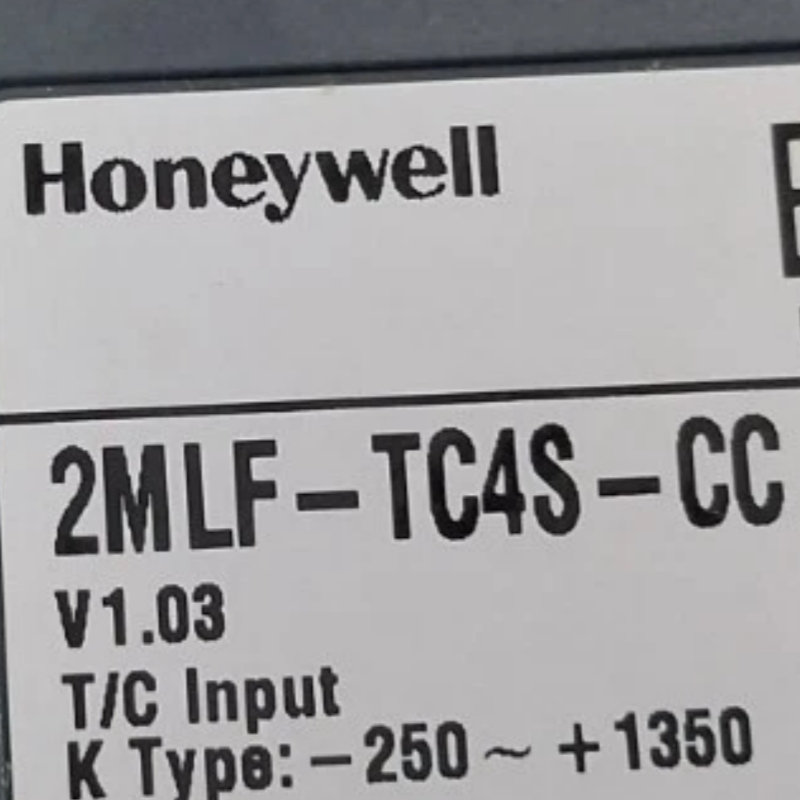 Honeywell
2MLF-TC4S-CC
V1.03
T/C Input
K Type: -250 ~ +1350